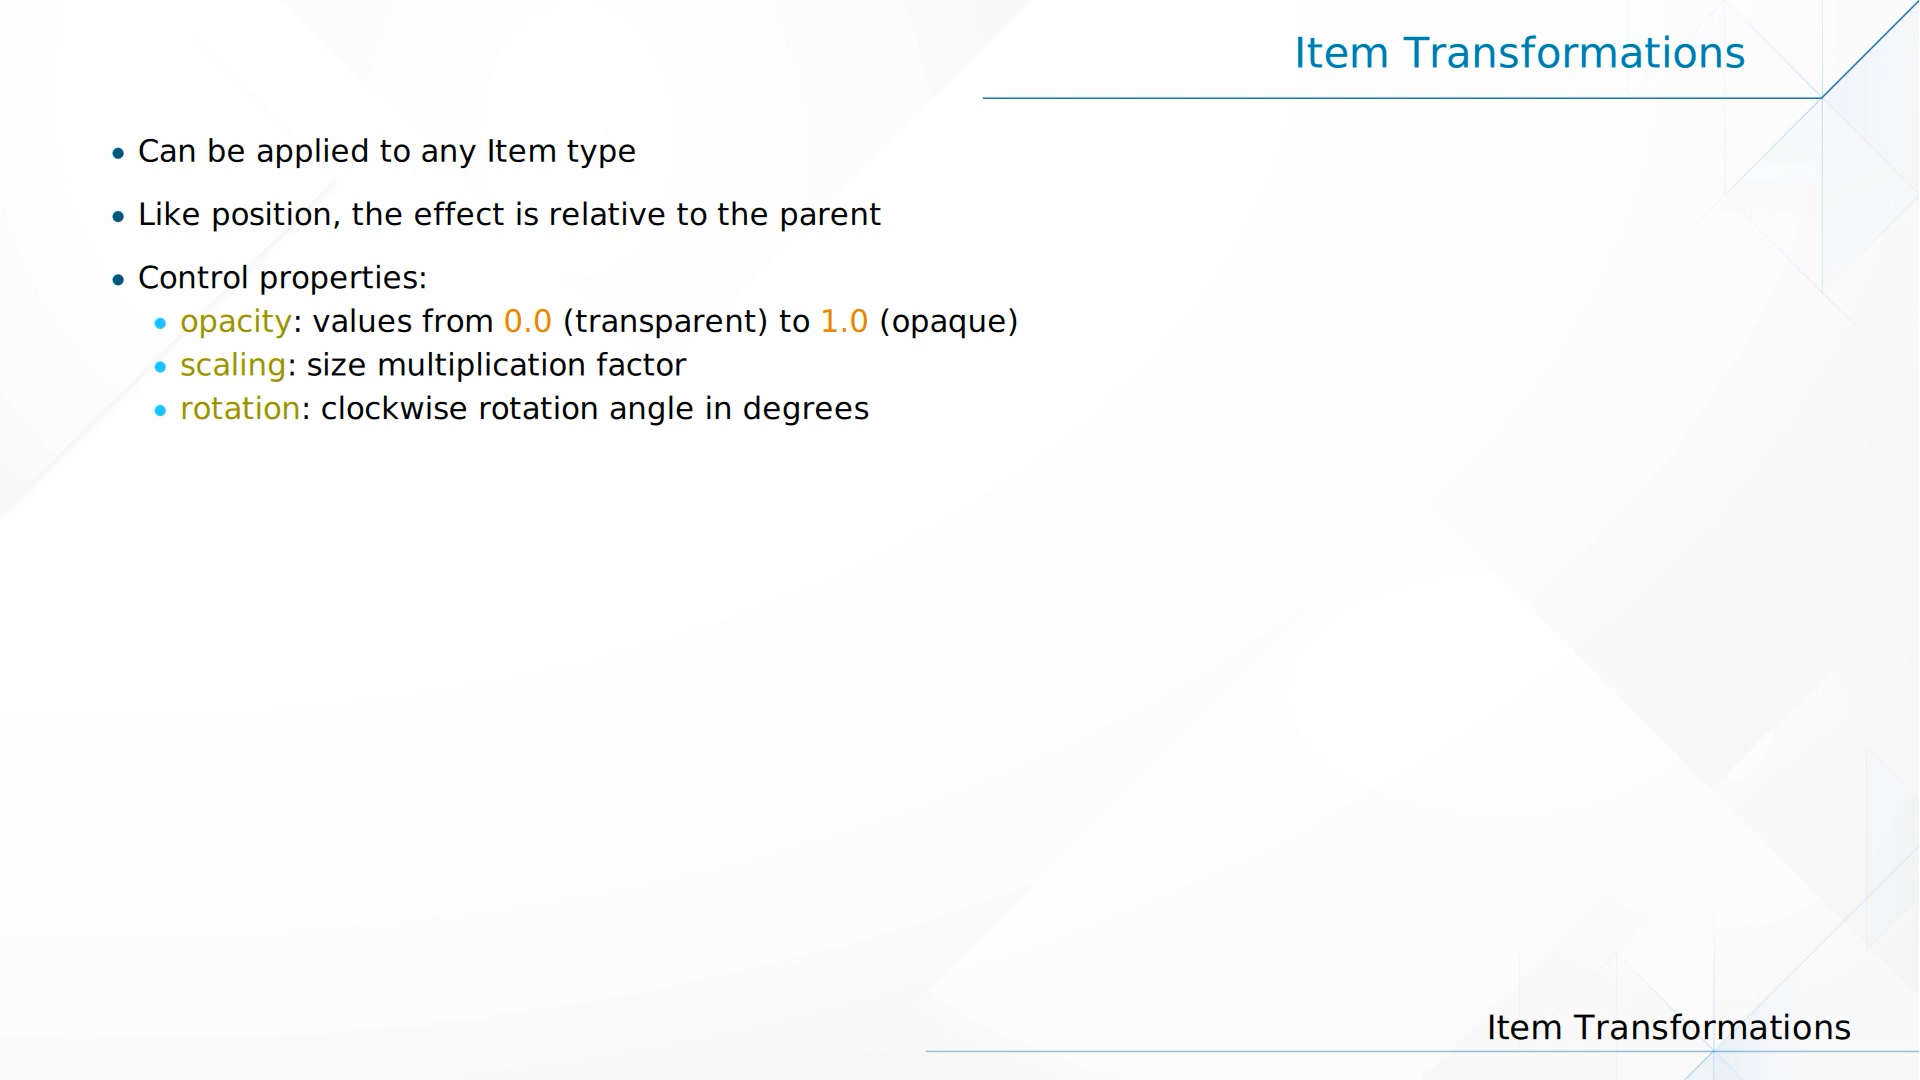 Item Transformations
• Can be applied to any Item type
• Like position, the effect is relative to the parent
• Control properties:
• opacity: values from 0.0 (transparent) to 1.0 (opaque)
• scaling: size multiplication factor
• rotation: clockwise rotation angle in degrees
Item Transformations